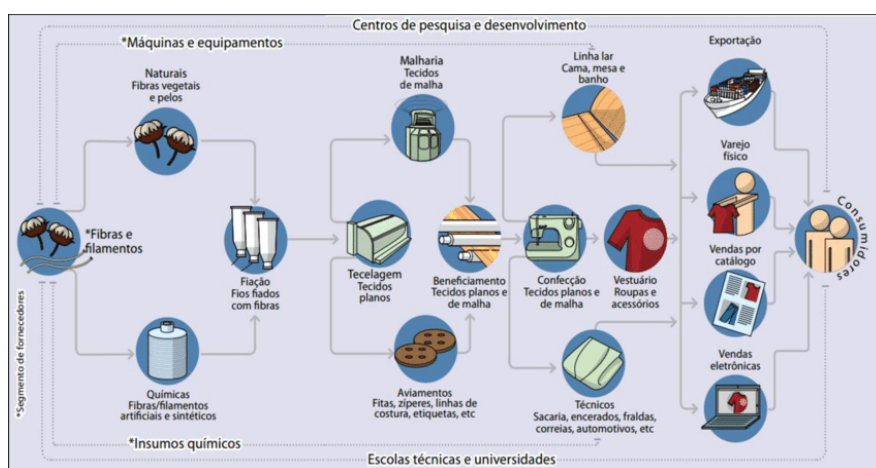 Centros de pesquisa e desenvolvimento
*Máquinas e equipamentos
Naturais
Fibras vegetais
e pelos
Malharia
Tecidos
de malha
Linha lar
Cama, mesa e
banho
Exportação
Varejo
físico
*Fibras e
filamentos
Fiação
Fios fiados
com fibras
Tecelagem
Tecidos
planos
Beneficiamento
Tecidos planos e
de malha
Confecção
Tecidos planos e
de malha
Vestuário
Roupas e
acessórios
Vendas por
catálogo
Consumidores
Químicas
Fibras/filamentos
artificiais e sintéticos
Aviamentos
Fitas, zíperes, linhas de
costura, etiquetas, etc
Técnicos
Sacaria, encerados, fraldas,
correias, automotivos, etc
Vendas
eletrônicas
*Segmento de fornecedores
*Insumos químicos
Escolas técnicas e universidades